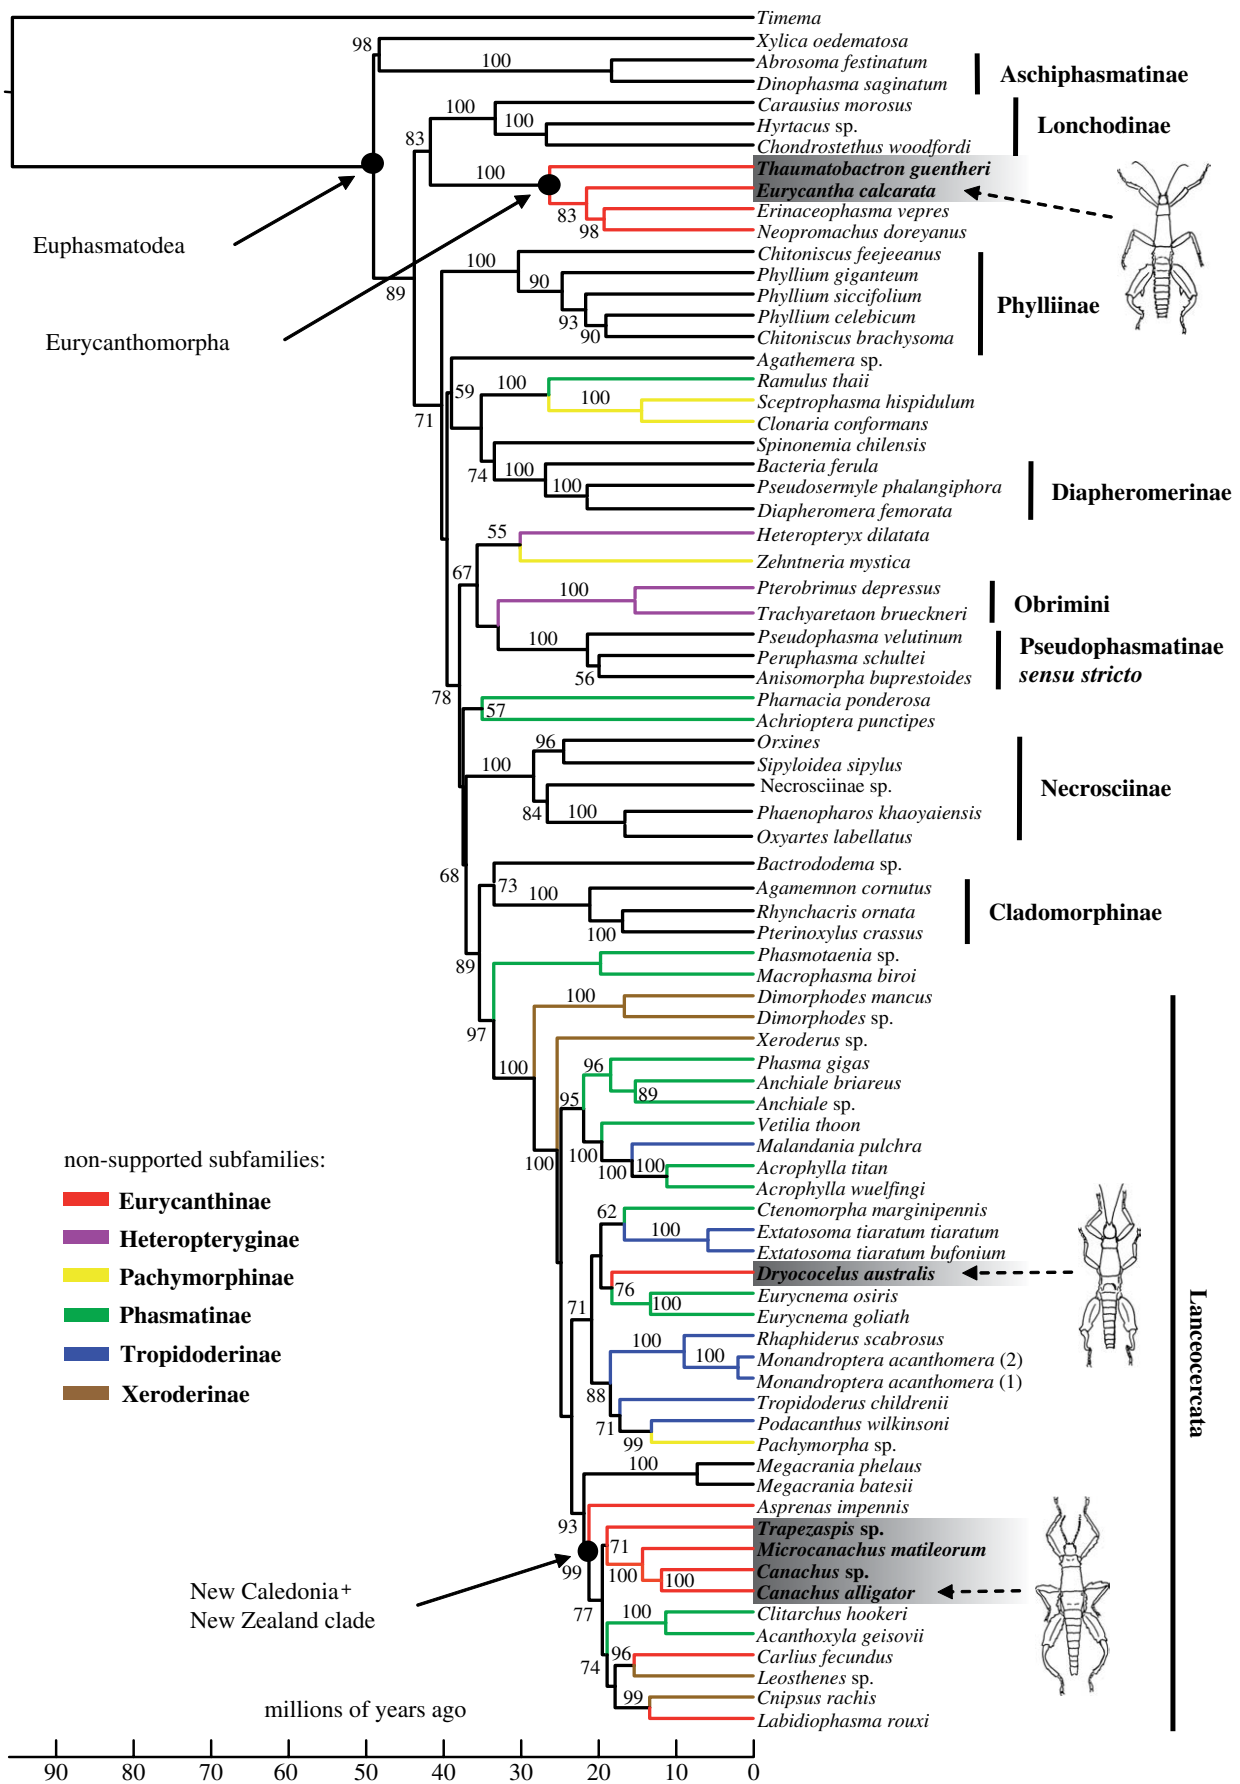 Timema
98
Xylica oedematosa
100
Abrosoma festinatum
Dinophasma saginatum
Aschiphasmatinae
100
Carausius morosus
83
100
Hyrtacus sp.
Chondrostethus woodfordi
Lonchodinae
100
Thaumatobactron guentheri
Eurycantha calcarata
83
Erinaceophasma vepres
98
Neopromachus doreyanus
Euphasmatodea
89
100
Chitoniscus feejeeanus
90
Phyllium giganteum
Phyllium siccifolium
93
Phyllium celebicum
90
Chitoniscus brachysoma
Phylliinae
Eurycanthomorpha
71
Agathemera sp.
59
100
Ramulus thaii
100
Sceptrophasma hispidulum
Clonaria conformans
Spinonemia chilensis
74
100
Bacteria ferula
100
Pseudosermyle phalangiphora
Diapheromera femorata
Diapheromerinae
55
Heteropteryx dilatata
Zehntneria mystica
67
100
Pterobrimus depressus
Trachyaretaon brueckneri
Obrimini
100
Pseudophasma velutinum
Peruphasma schultei
56
Anisomorpha buprestoides
Pseudophasmatinae
sensu stricto
78
Pharnacia ponderosa
57
Achrioptera punctipes
96
Orxines
100
Sipyloidea sipylus
Necrosciinae sp.
84
100
Phaenopharos khaoyaiensis
Oxyartes labellatus
Necrosciinae
68
Bactrododema sp.
73
100
Agamemnon cornutus
Rhynchacris ornata
100
Pterinoxylus crassus
Cladomorphinae
89
Phasmotaenia sp.
Macrophasma biroi
97
100
Dimorphodes mancus
Dimorphodes sp.
100
Xeroderus sp.
96
Phasma gigas
Anchiale briareus
89
Anchiale sp.
95
Vetilia thoon
100
Malandania pulchra
100
100
Acrophylla titan
Acrophylla wuelfingi
100
62
Ctenomorpha marginipennis
100
Extatosoma tiaratum tiaratum
Extatosoma tiaratum bufonium
Dryococelus australis
76
Eurycnema osiris
100
Eurycnema goliath
71
100
Rhaphiderus scabrosus
100
Monandroptera acanthomera (2)
Monandroptera acanthomera (1)
88
Tropidoderus childrenii
71
Podacanthus wilkinsoni
99
Pachymorpha sp.
100
Megacrania phelaus
Megacrania batesii
93
Asprenas impennis
99
Trapezaspis sp.
71
Microcanachus matileorum
100
Canachus sp.
100
Canachus alligator
77
100
Clitarchus hookeri
Acanthoxyla geisovii
74
96
Carlius fecundus
Leosthenes sp.
99
Cnipsus rachis
Labidiophasma rouxi
Lanceocercata
non-supported subfamilies:
Eurycanthinae
Heteropteryginae
Pachymorphinae
Phasmatinae
Tropidoderinae
Xeroderinae
New Caledonia+
New Zealand clade
millions of years ago
90 80 70 60 50 40 30 20 10 0